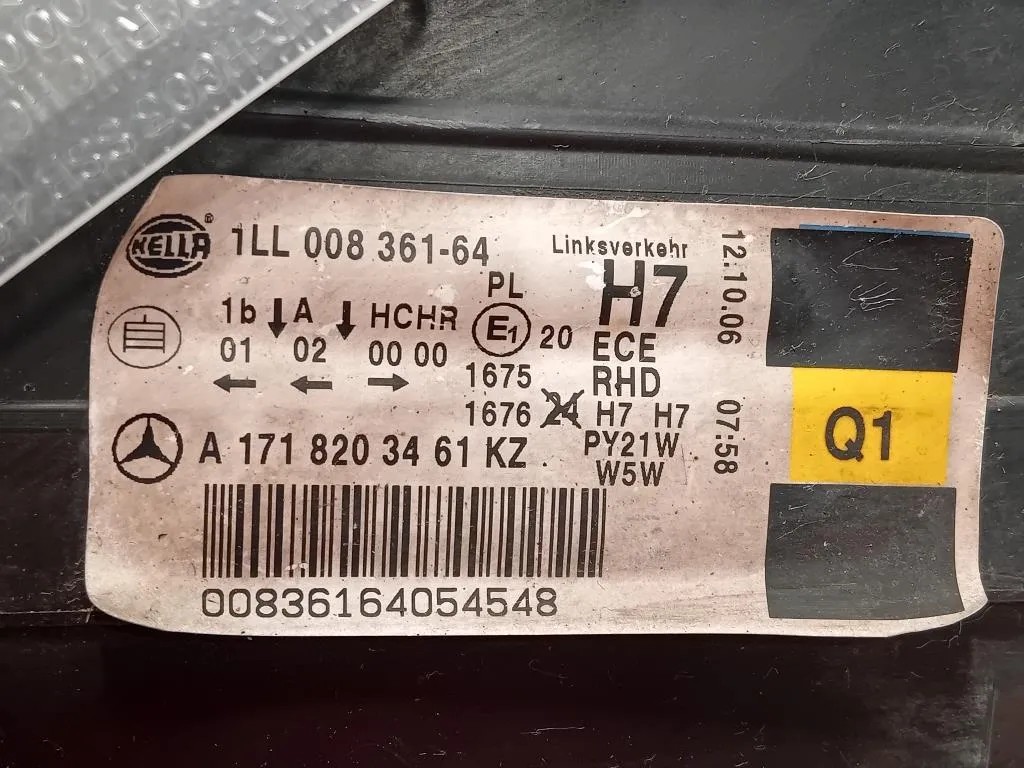 HELLA ® 1LL 008 361-64
Linksverkehr
H7
12.10.06 07:58
PL
1b A HCHR
01 02 00 00
E1 20
ECE
RHD
1675
1676 24 H7 H7
PY21W
W5W
A 171 820 34 61 KZ
Q1
00836164054548